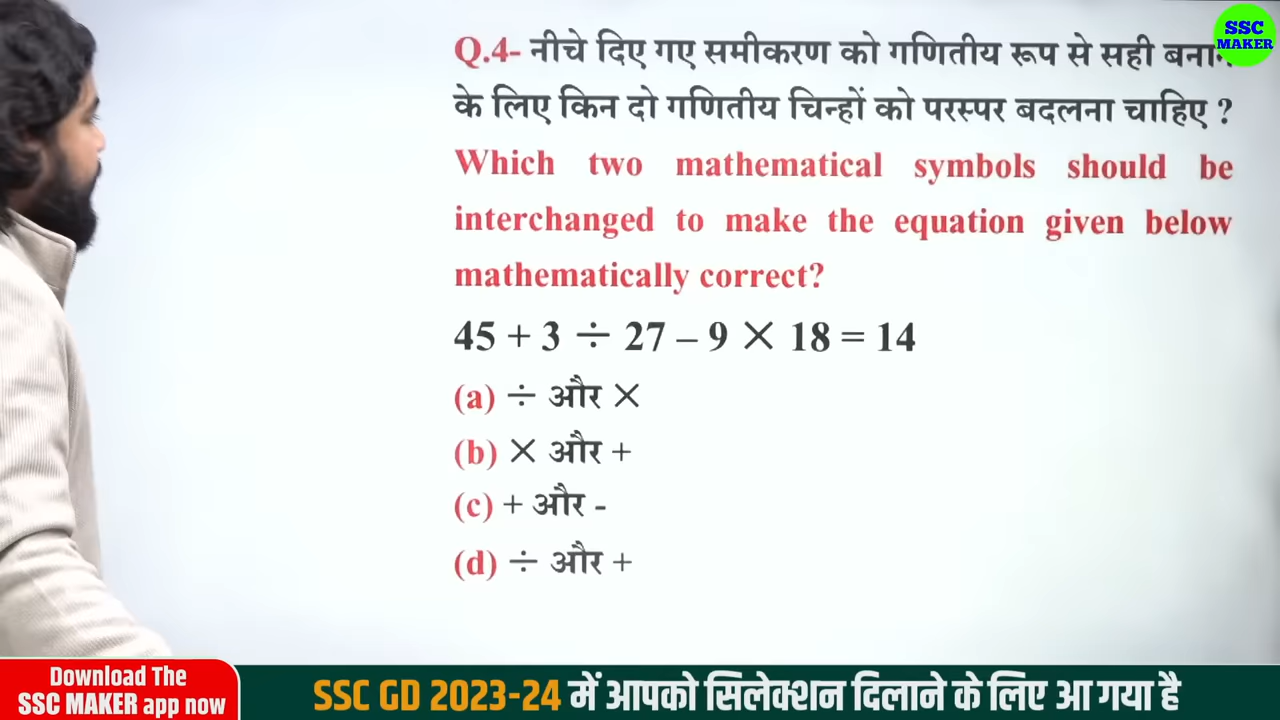 SSC
MAKER
Q.4- नीचे दिए गए समीकरण को गणितीय रूप से सही
के लिए किन दो गणितीय चिन्हों को परस्पर बदलना चाहिए ?
Which two mathematical symbols should be
interchanged to make the equation given below
mathematically correct?
45 + 3 ÷ 27 – 9 × 18 = 14
(a) ÷ और ×
(b) × और +
(c) + और -
(d) ÷ और +
Download The
SSC MAKER app now
SSC GD 2023-24 में आपको सिलेक्शन दिलाने के लिए आ गया है